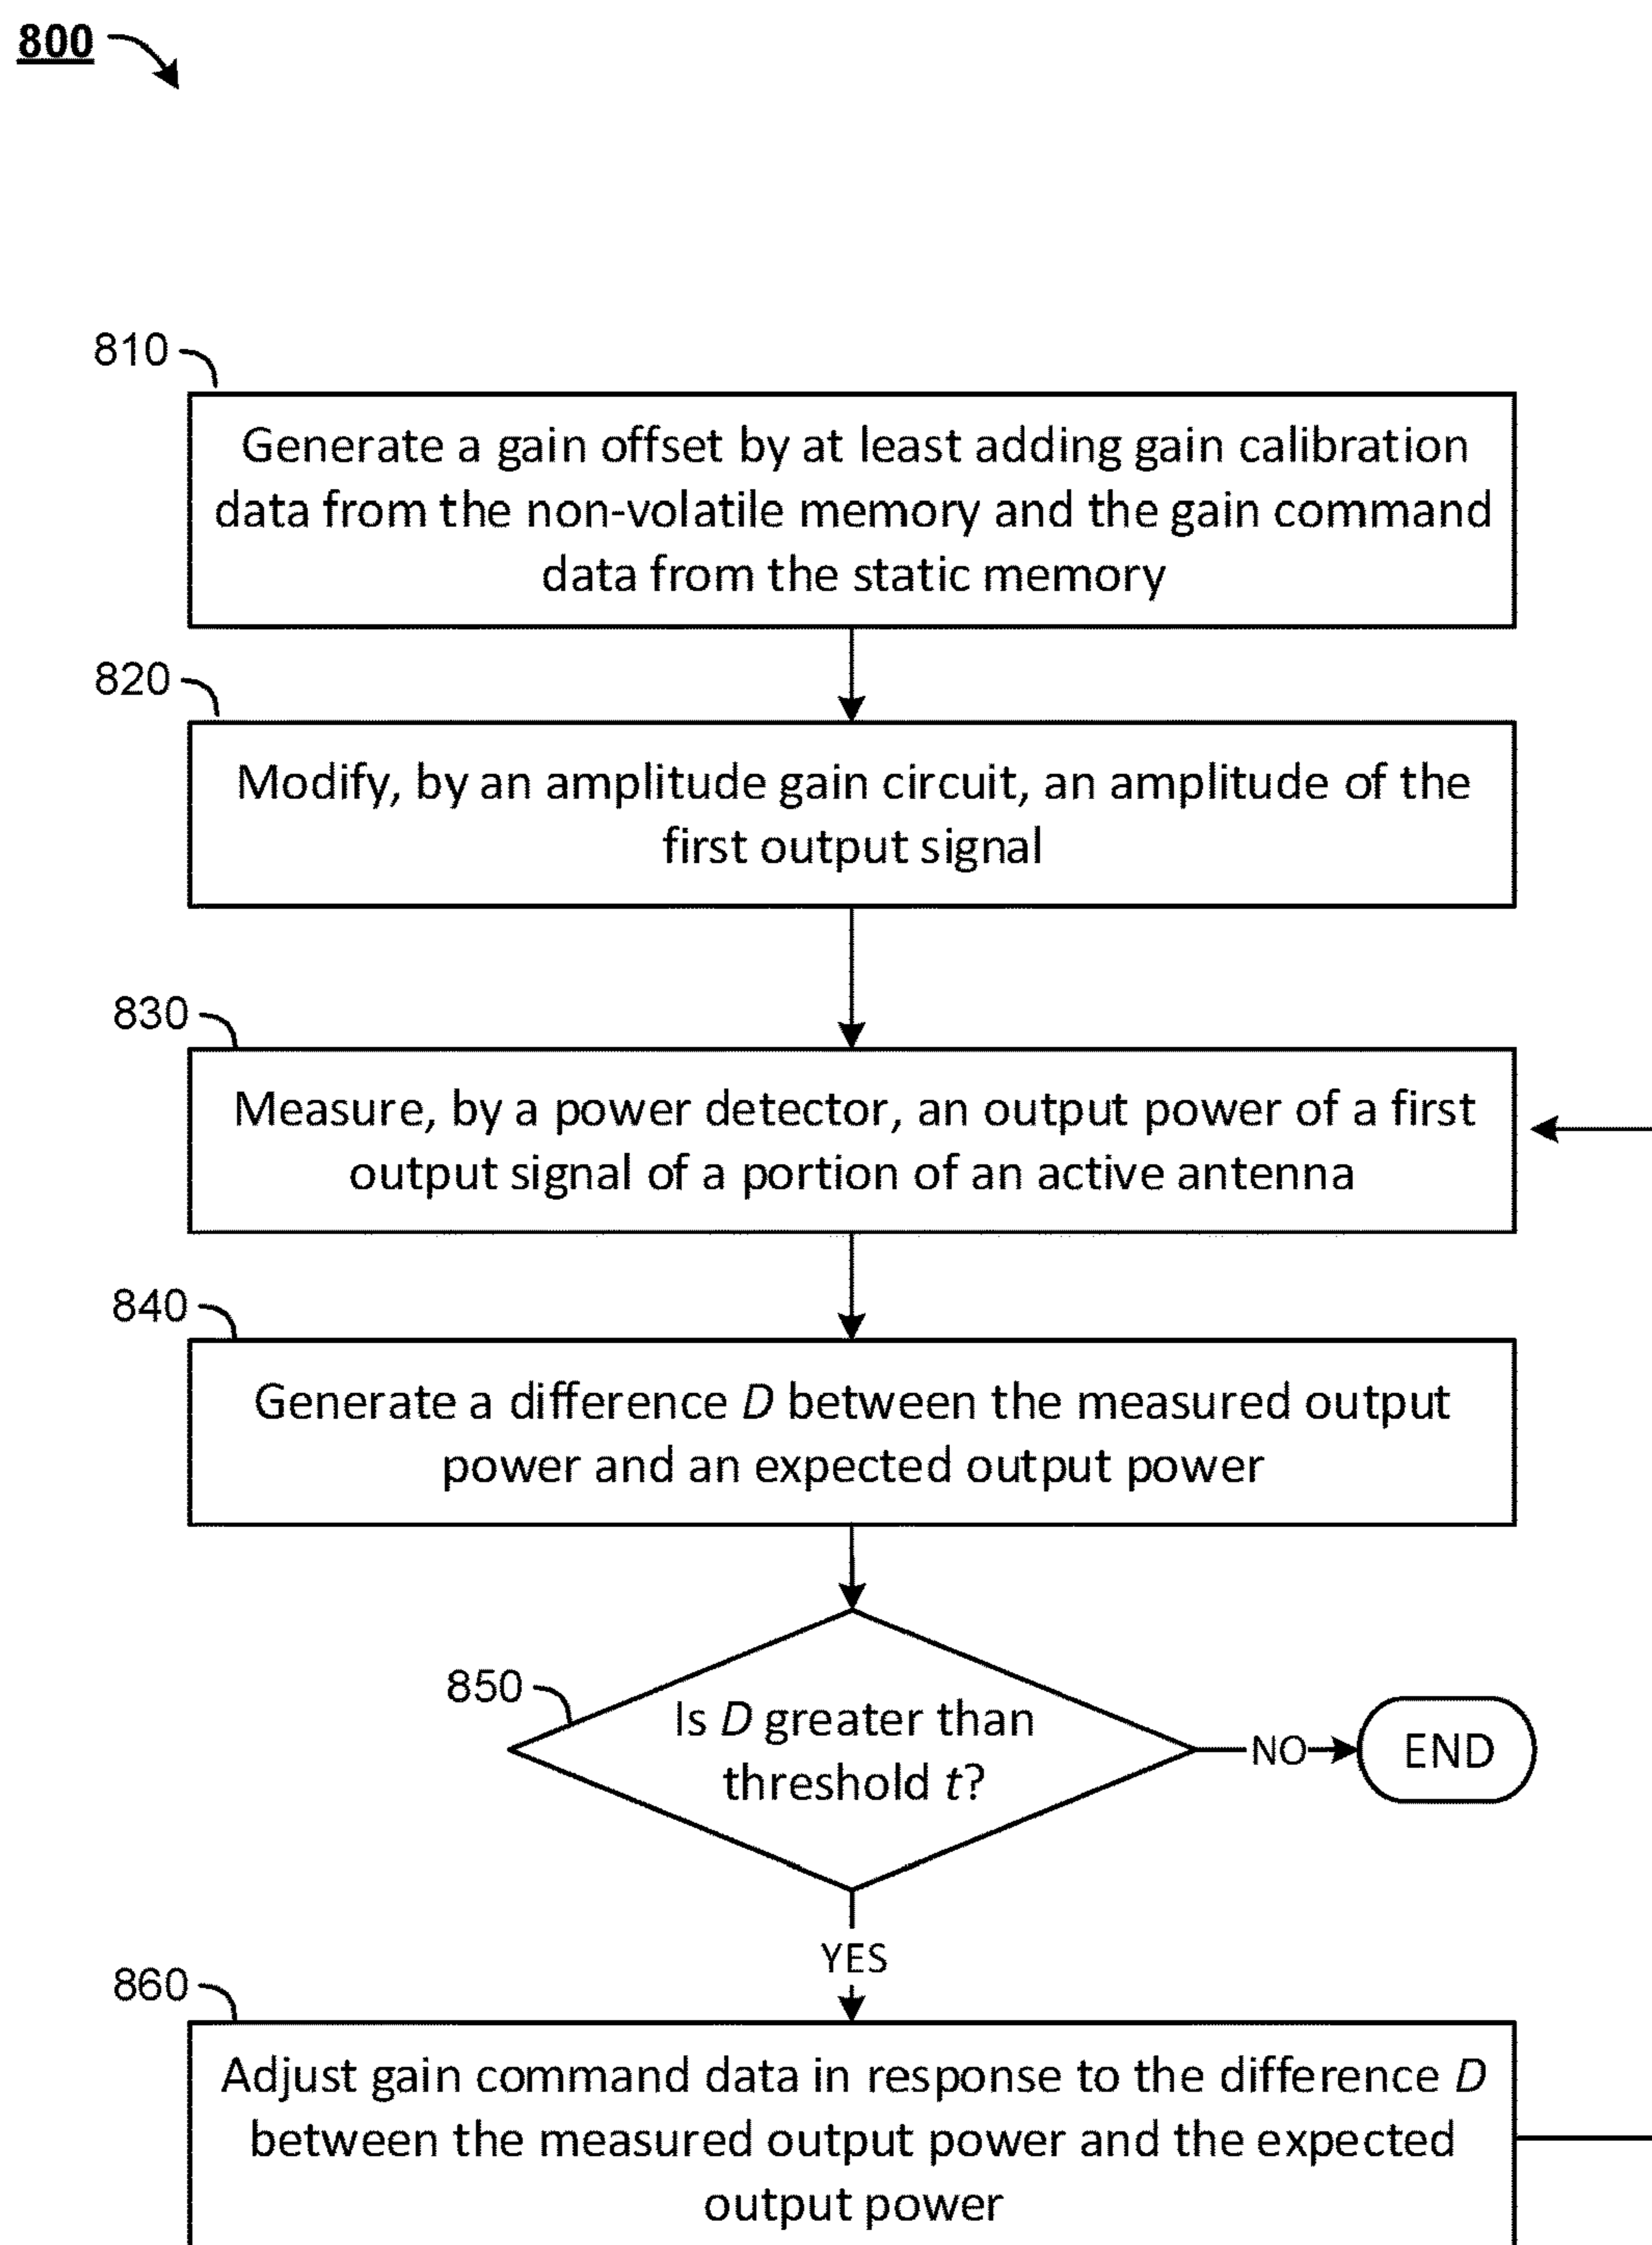 800
810
Generate a gain offset by at least adding gain calibration
data from the non-volatile memory and the gain command
data from the static memory
820
Modify, by an amplitude gain circuit, an amplitude of the
first output signal
830
Measure, by a power detector, an output power of a first
output signal of a portion of an active antenna
840
Generate a difference D between the measured output
power and an expected output power
850
Is D greater than
threshold t?
NO
END
YES
860
Adjust gain command data in response to the difference D
between the measured output power and the expected
output power